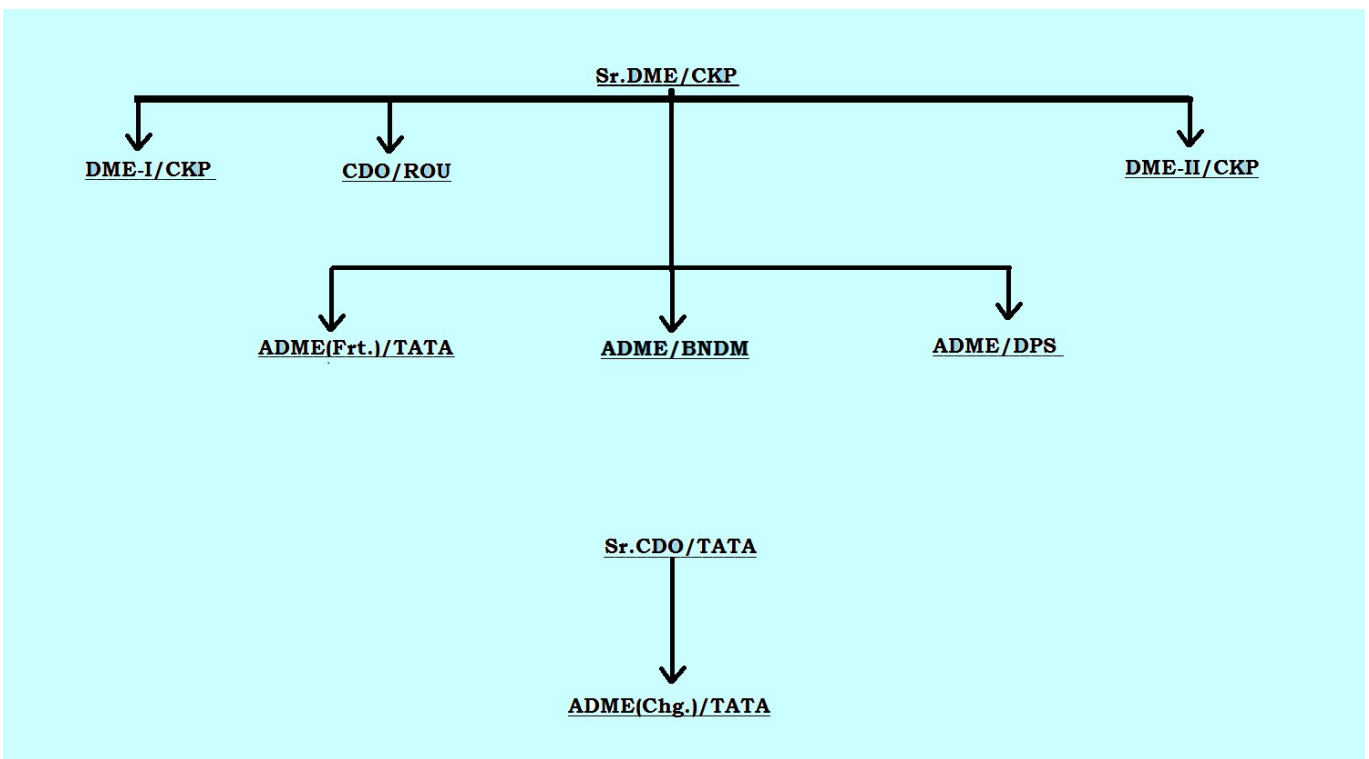 Sr.DME/CKP
DME-I/CKP
CDO/ROU
DME-II/CKP
ADME(Frt.)/TATA
ADME/BNDM
ADME/DPS
Sr.CDO/TATA
ADME(Chg.)/TATA